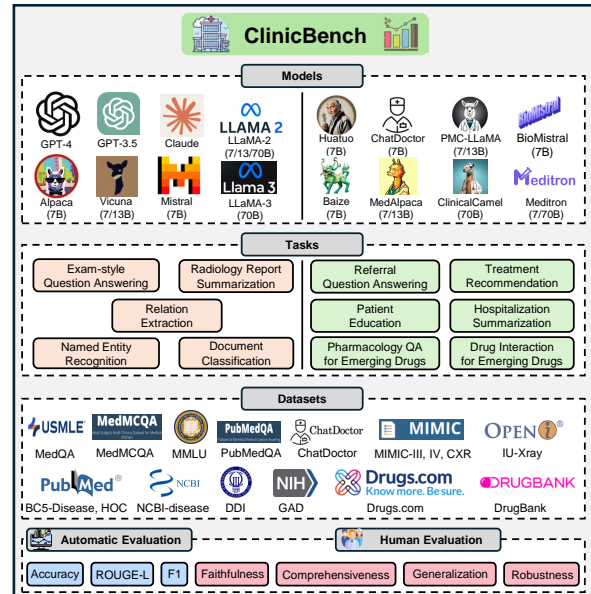 ClinicBench
Models
GPT-4
GPT-3.5
Claude
LLAMA 2
LLaMA-2
(7/13/70B)
Huatuo
(7B)
ChatDoctor
(7B)
PMC-LLaMA
(7/13B)
BioMistral
BioMistral
(7B)
Alpaca
(7B)
Vicuna
(7/13B)
Mistral
(7B)
Llama 3
LLaMA-3
(70B)
Baize
(7B)
MedAlpaca
(7/13B)
ClinicalCamel
(70B)
Meditron
Meditron
(7/70B)
Tasks
Exam-style
Question Answering
Radiology Report
Summarization
Relation
Extraction
Named Entity
Recognition
Document
Classification
Referral
Question Answering
Treatment
Recommendation
Patient
Education
Hospitalization
Summarization
Pharmacology QA
for Emerging Drugs
Drug Interaction
for Emerging Drugs
Datasets
USMLE
MedQA
MedMCQA
MedMCQA
MMLU
PubMedQA
PubMedQA
ChatDoctor
ChatDoctor
MIMIC
MIMIC-III, IV, CXR
OPEN i
IU-Xray
PubMed
BC5-Disease, HOC
NCBI
NCBI-disease
DDI
NIH
GAD
Drugs.com
Know more. Be sure.
Drugs.com
DRUGBANK
DrugBank
Automatic Evaluation
Human Evaluation
Accuracy
ROUGE-L
F1
Faithfulness
Comprehensiveness
Generalization
Robustness